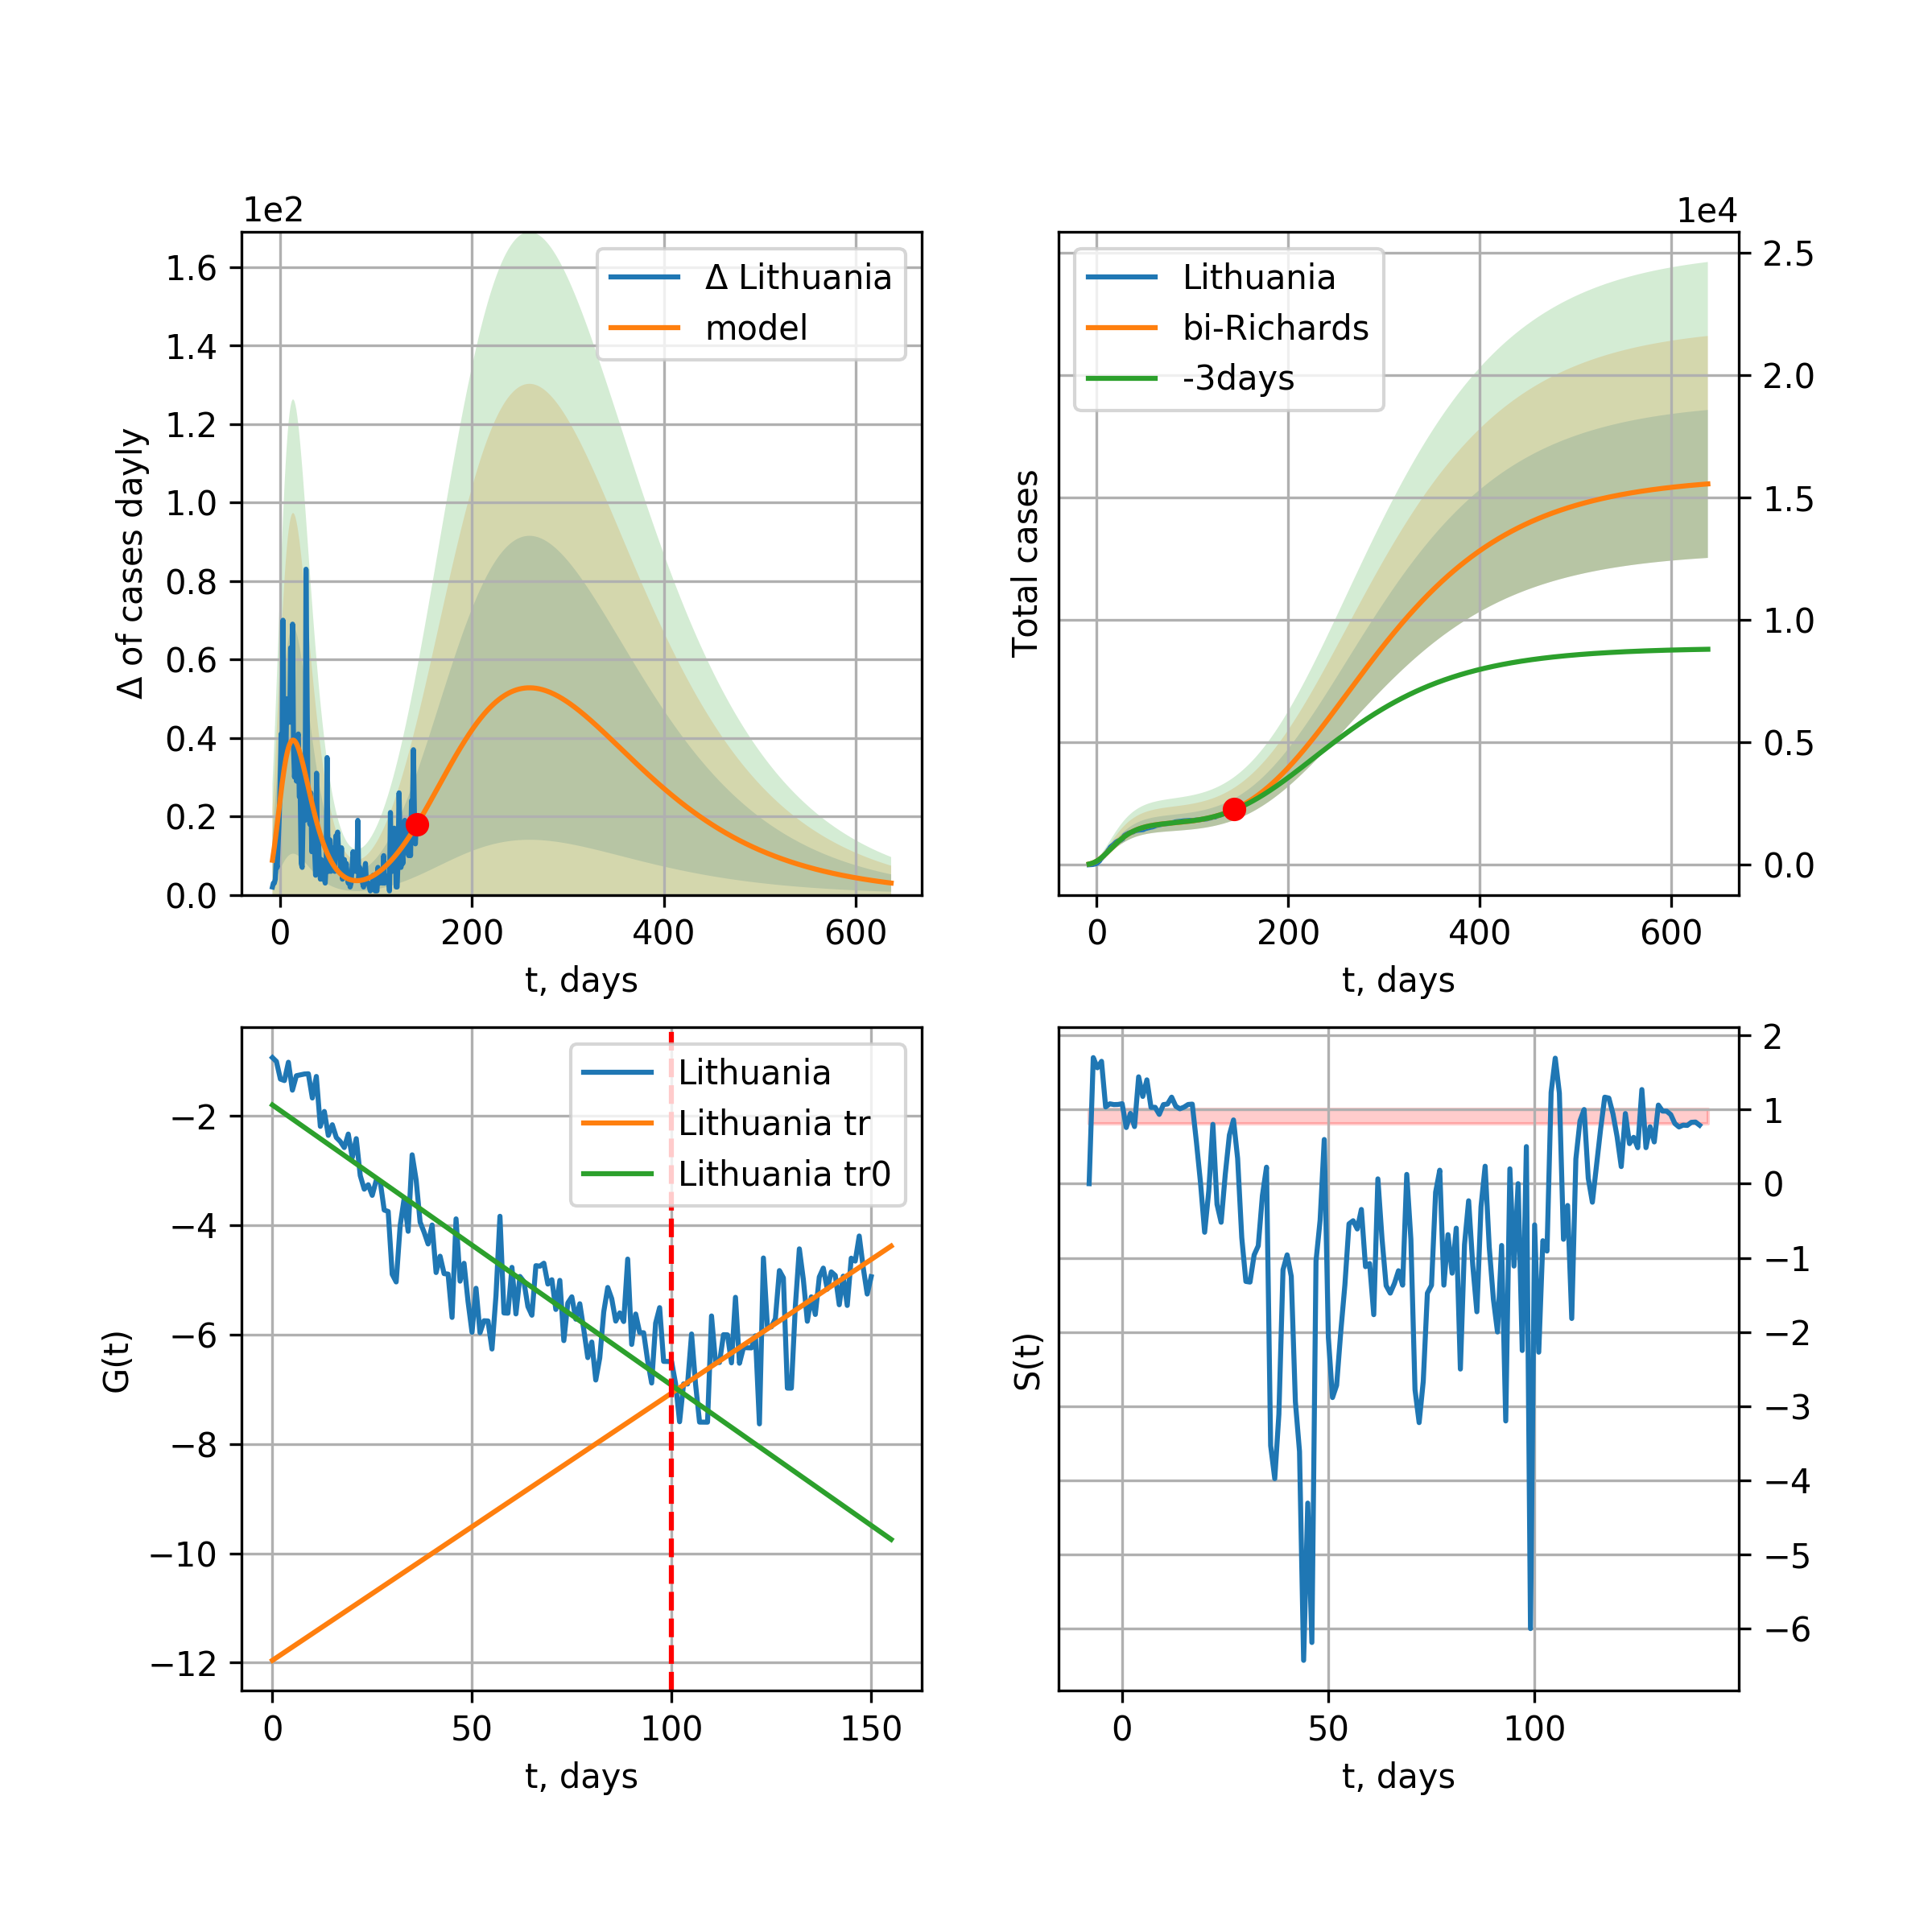 1e2
Δ of cases dayly
1.6
1.4
1.2
1.0
0.8
0.6
0.4
0.2
0.0
Δ Lithuania
model
0 200 400 600
t, days
1e4
Total cases
Lithuania
bi-Richards
-3days
2.5
2.0
1.5
1.0
0.5
0.0
0 200 400 600
t, days
G(t)
−2
−4
−6
−8
−10
−12
Lithuania
Lithuania tr
Lithuania tr0
0 50 100 150
t, days
S(t)
2
1
0
−1
−2
−3
−4
−5
−6
0 50 100
t, days